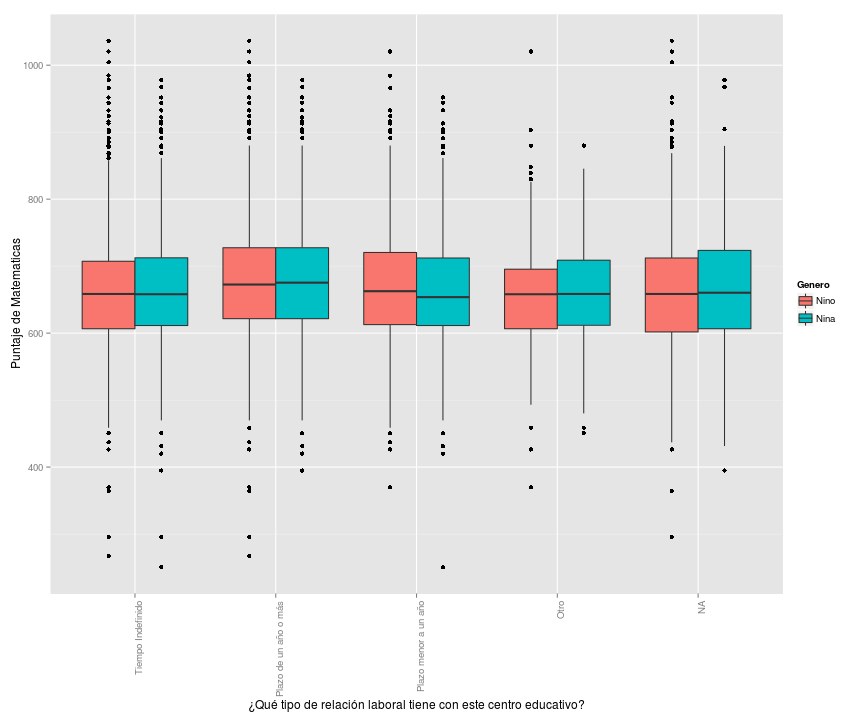 1000
800
600
400
Puntaje de Matematicas
Tiempo Indefinido
Plazo de un año o más
Plazo menor a un año
Otro
NA
¿Qué tipo de relación laboral tiene con este centro educativo?
Genero
Nino
Nina